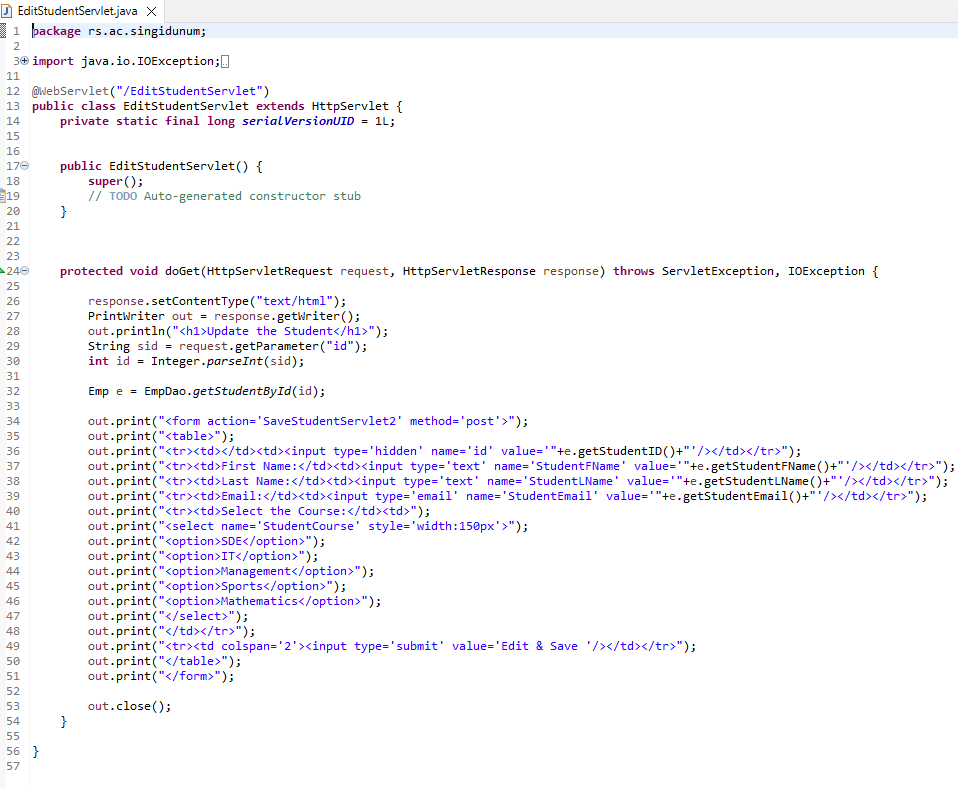 EditStudentServlet.java
1 package rs.ac.singidunum;
2
3 import java.io.IOException;
11
12 @WebServlet("/EditStudentServlet")
13 public class EditStudentServlet extends HttpServlet {
14     private static final long serialVersionUID = 1L;
15
16
17     public EditStudentServlet() {
18         super();
19         // TODO Auto-generated constructor stub
20     }
21
22
23
24     protected void doGet(HttpServletRequest request, HttpServletResponse response) throws ServletException, IOException {
25
26         response.setContentType("text/html");
27         PrintWriter out = response.getWriter();
28         out.println("<h1>Update the Student</h1>");
29         String sid = request.getParameter("id");
30         int id = Integer.parseInt(sid);
31
32         Emp e = EmpDao.getStudentById(id);
33
34         out.print("<form action='SaveStudentServlet2' method='post'>");
35         out.print("<table>");
36         out.print("<tr><td></td><td><input type='hidden' name='id' value='"+e.getStudentID()+"'/></td></tr>");
37         out.print("<tr><td>First Name:</td><td><input type='text' name='StudentFName' value='"+e.getStudentFName()+"'/></td></tr>");
38         out.print("<tr><td>Last Name:</td><td><input type='text' name='StudentLName' value='"+e.getStudentLName()+"'/></td></tr>");
39         out.print("<tr><td>Email:</td><td><input type='email' name='StudentEmail' value='"+e.getStudentEmail()+"'/></td></tr>");
40         out.print("<tr><td>Select the Course:</td><td>");
41         out.print("<select name='StudentCourse' style='width:150px'>");
42         out.print("<option>SDE</option>");
43         out.print("<option>IT</option>");
44         out.print("<option>Management</option>");
45         out.print("<option>Sports</option>");
46         out.print("<option>Mathematics</option>");
47         out.print("</select>");
48         out.print("</td></tr>");
49         out.print("<tr><td colspan='2'><input type='submit' value='Edit & Save '/></td></tr>");
50         out.print("</table>");
51         out.print("</form>");
52
53         out.close();
54     }
55
56 }
57